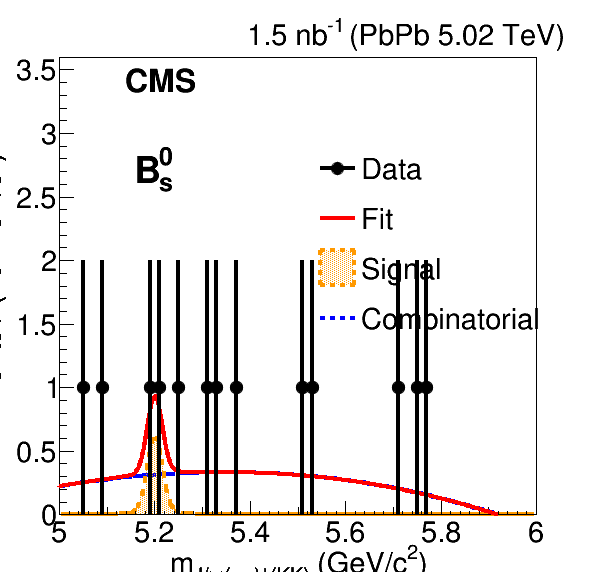 1.5 nb-1 (PbPb 5.02 TeV)
3.5
CMS
3
B0s
Data
2.5
Fit
2
Signal
1.5
Combinatorial
1
0.5
0
5 5.2 5.4 5.6 5.8 6
(GeV/c2)